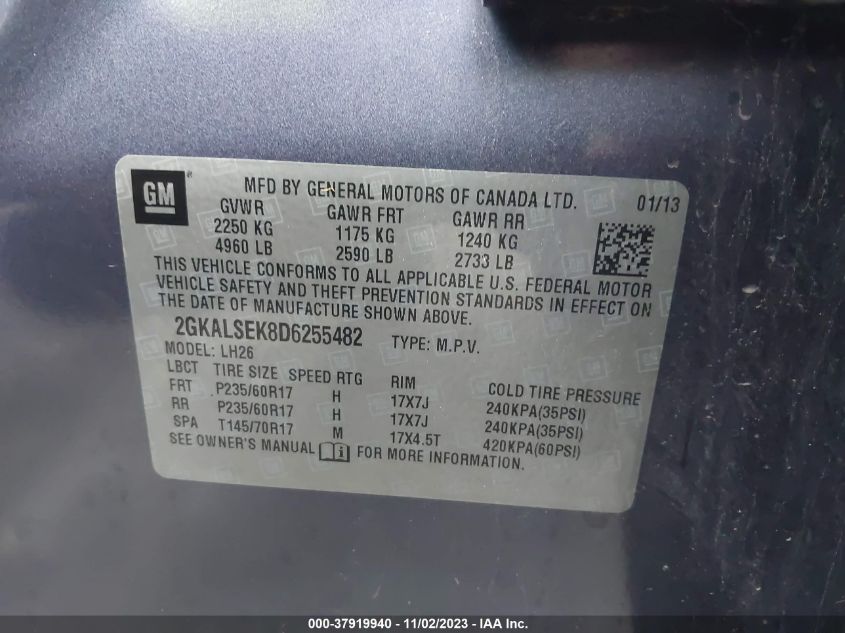 GM ® MFD BY GENERAL MOTORS OF CANADA LTD. 01/13
GVWR GAWR FRT GAWR RR
2250 KG 1175 KG 1240 KG
4960 LB 2590 LB 2733 LB
THIS VEHICLE CONFORMS TO ALL APPLICABLE U.S. FEDERAL MOTOR
VEHICLE SAFETY AND THEFT PREVENTION STANDARDS IN EFFECT ON
THE DATE OF MANUFACTURE SHOWN ABOVE.
2GKALSEK8D6255482 TYPE: M.P.V.
MODEL: LH26
LBCT TIRE SIZE SPEED RTG RIM COLD TIRE PRESSURE
FRT P235/60R17 H 17X7J 240KPA(35PSI)
RR P235/60R17 H 17X7J 240KPA(35PSI)
SPA T145/70R17 M 17X4.5T 420KPA(60PSI)
SEE OWNER'S MANUAL i FOR MORE INFORMATION.
000-37919940 - 11/02/2023 - IAA Inc.